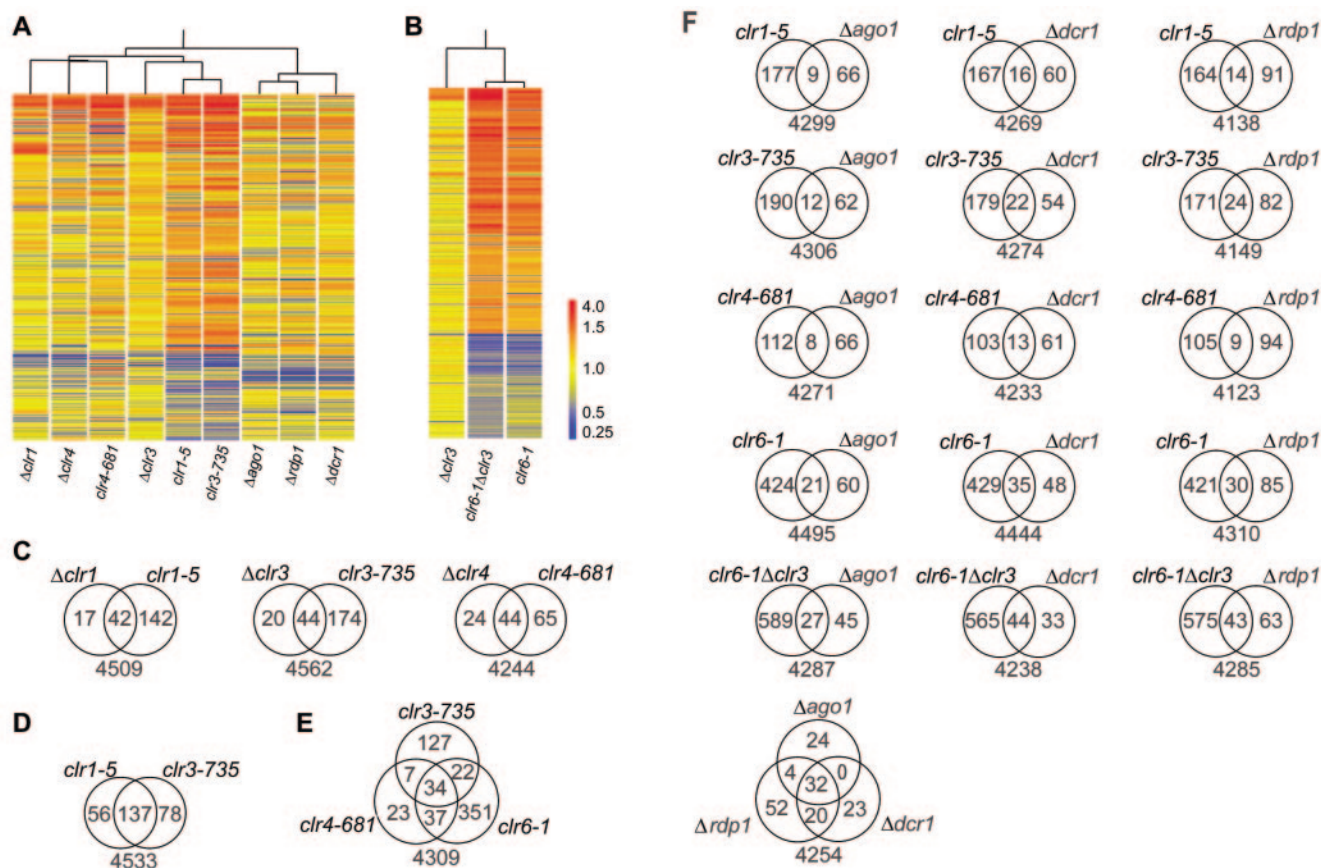 A
B
4.0
1.5
1.0
0.5
0.25
Δclr1
Δclr4
clr4-681
Δclr3
clr1-5
clr3-735
Δago1
Δrdp1
Δdcr1
Δclr3
clr6-1Δclr3
clr6-1
C
Δclr1 clr1-5
17 42 142
4509
Δclr3 clr3-735
20 44 174
4562
Δclr4 clr4-681
24 44 65
4244
D
clr1-5 clr3-735
56 137 78
4533
E
clr3-735
127
7 22
34
23 37 351
clr4-681 clr6-1
4309
Δago1
24
4 0
32
52 20 23
Δrdp1 Δdcr1
4254
F
clr1-5 Δago1
177 9 66
4299
clr1-5 Δdcr1
167 16 60
4269
clr1-5 Δrdp1
164 14 91
4138
clr3-735 Δago1
190 12 62
4306
clr3-735 Δdcr1
179 22 54
4274
clr3-735 Δrdp1
171 24 82
4149
clr4-681 Δago1
112 8 66
4271
clr4-681 Δdcr1
103 13 61
4233
clr4-681 Δrdp1
105 9 94
4123
clr6-1 Δago1
424 21 60
4495
clr6-1 Δdcr1
429 35 48
4444
clr6-1 Δrdp1
421 30 85
4310
clr6-1Δclr3 Δago1
589 27 45
4287
clr6-1Δclr3 Δdcr1
565 44 33
4238
clr6-1Δclr3 Δrdp1
575 43 63
4285